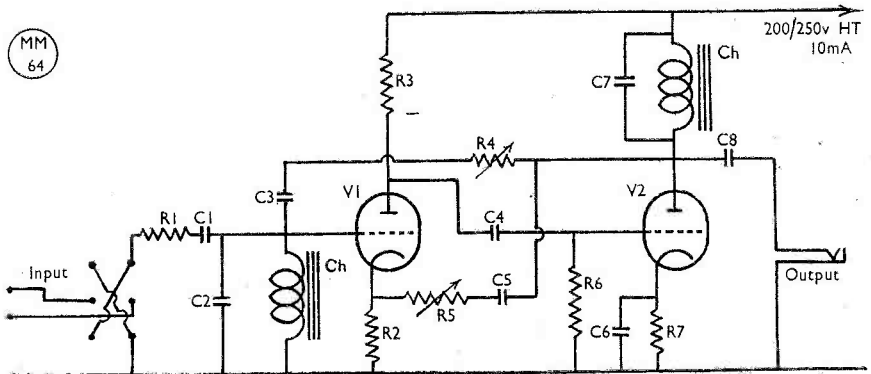 MM
64
200/250v HT
10mA
Ch
C7
R3
R4
C8
C3
V1
V2
R1
C1
C4
Input
Ch
C2
C5
R6
Output
R5
R2
C6
R7